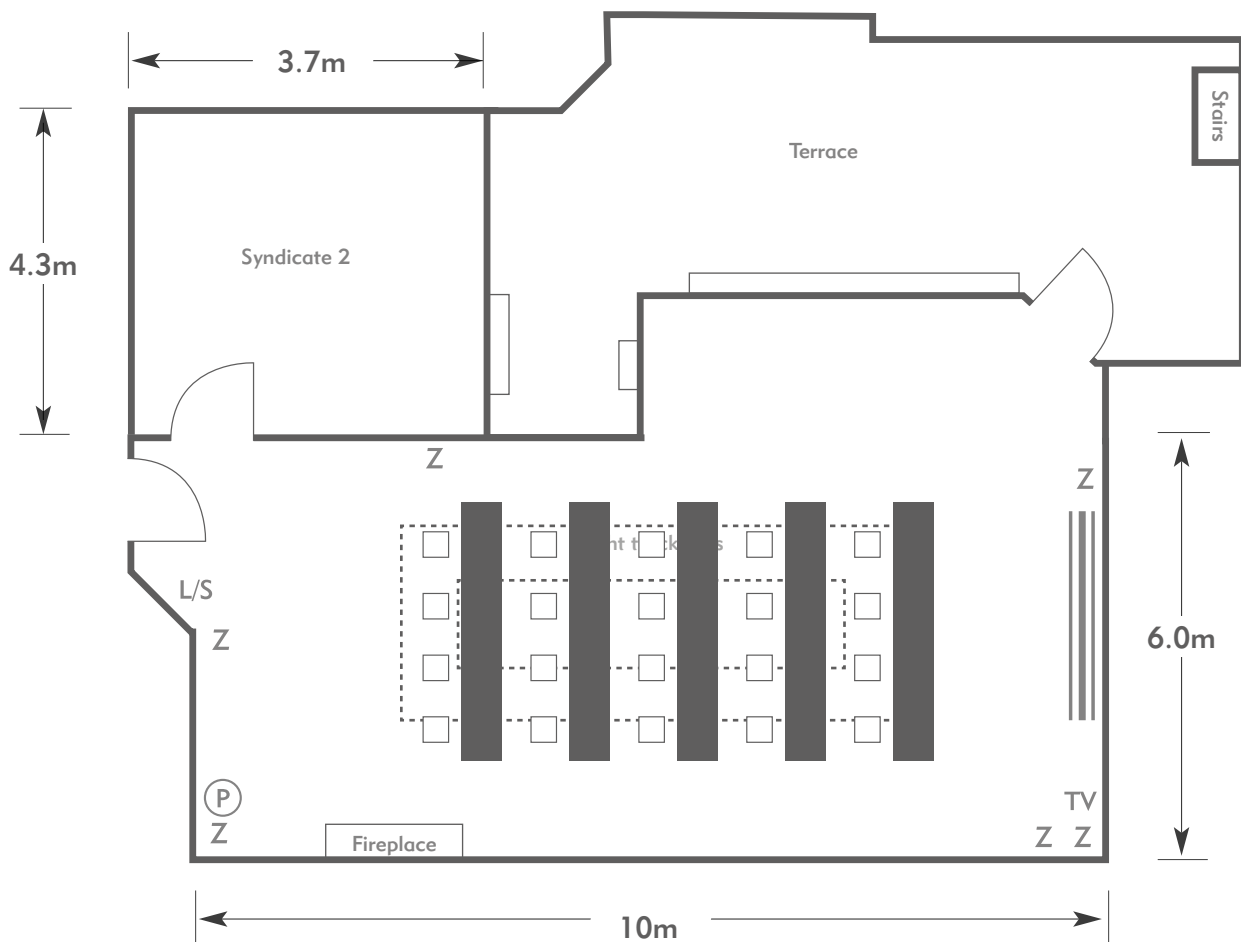 3.7m
Stairs
Terrace
4.3m
Syndicate 2
Z
Z
L/S
Z
6.0m
P
Z
Fireplace
TV
Z Z
10m